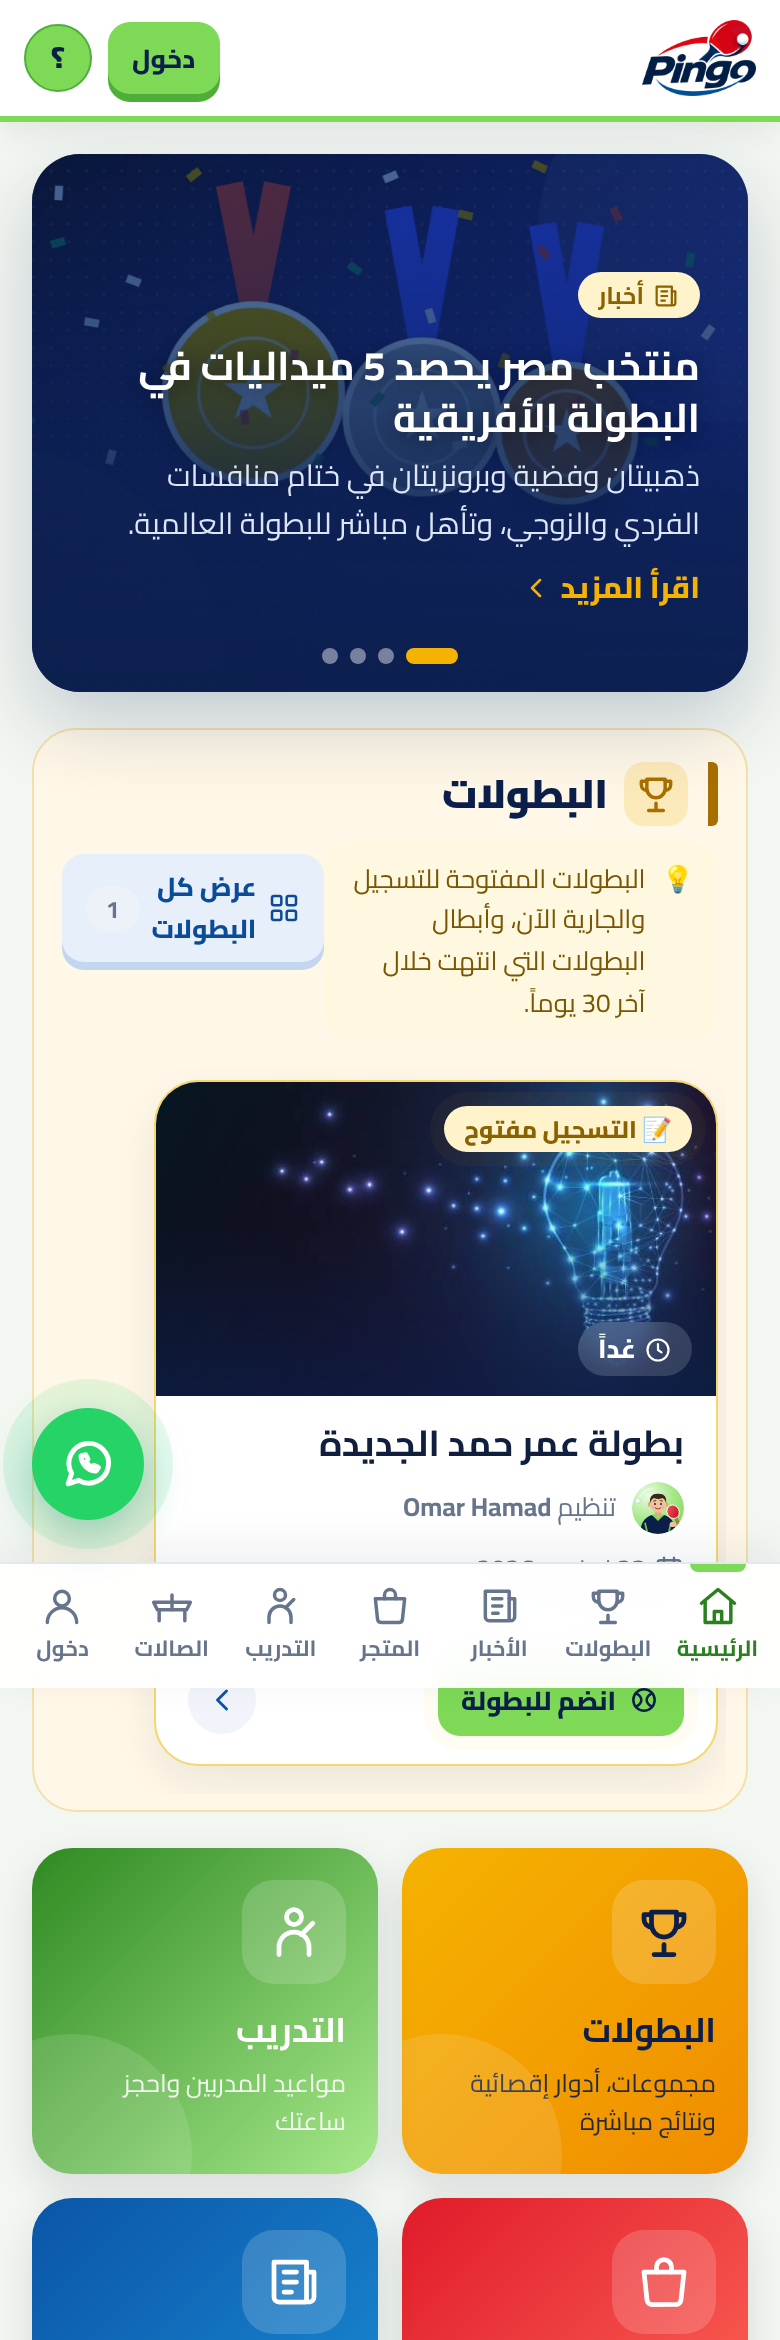 Pingo
دخول
؟
أخبار
منتخب مصر يحصد 5 ميداليات في
البطولة الأفريقية
ذهبيتان وفضية وبرونزيتان في ختام منافسات
الفردي والزوجي، وتأهل مباشر للبطولة العالمية.
اقرأ المزيد
البطولات
البطولات المفتوحة للتسجيل
والجارية الآن، وأبطال
البطولات التي انتهت خلال
آخر 30 يوماً.
عرض كل
البطولات
1
التسجيل مفتوح
غداً
بطولة عمر حمد الجديدة
تنظيم Omar Hamad
الرئيسية
البطولات
الأخبار
المتجر
التدريب
الصالات
دخول
انضم للبطولة
البطولات
مجموعات، أدوار إقصائية
ونتائج مباشرة
التدريب
مواعيد المدربين واحجز
ساعتك